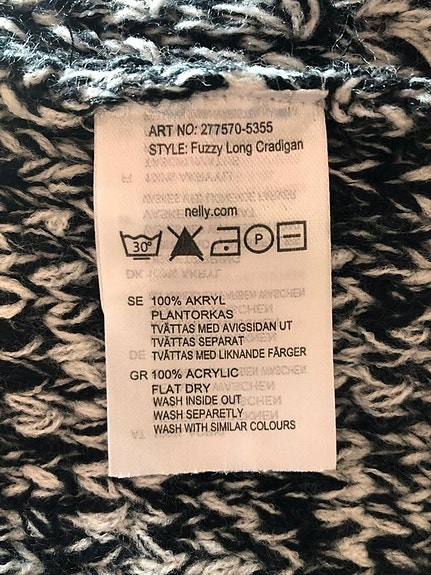 ART NO: 277570-5355
STYLE: Fuzzy Long Cradigan
nelly.com
30°
P
SE 100% AKRYL
PLANTORKAS
TVÄTTAS MED AVIGSIDAN UT
TVÄTTAS SEPARAT
TVÄTTAS MED LIKNANDE FÄRGER
GR 100% ACRYLIC
FLAT DRY
WASH INSIDE OUT
WASH SEPARETLY
WASH WITH SIMILAR COLOURS